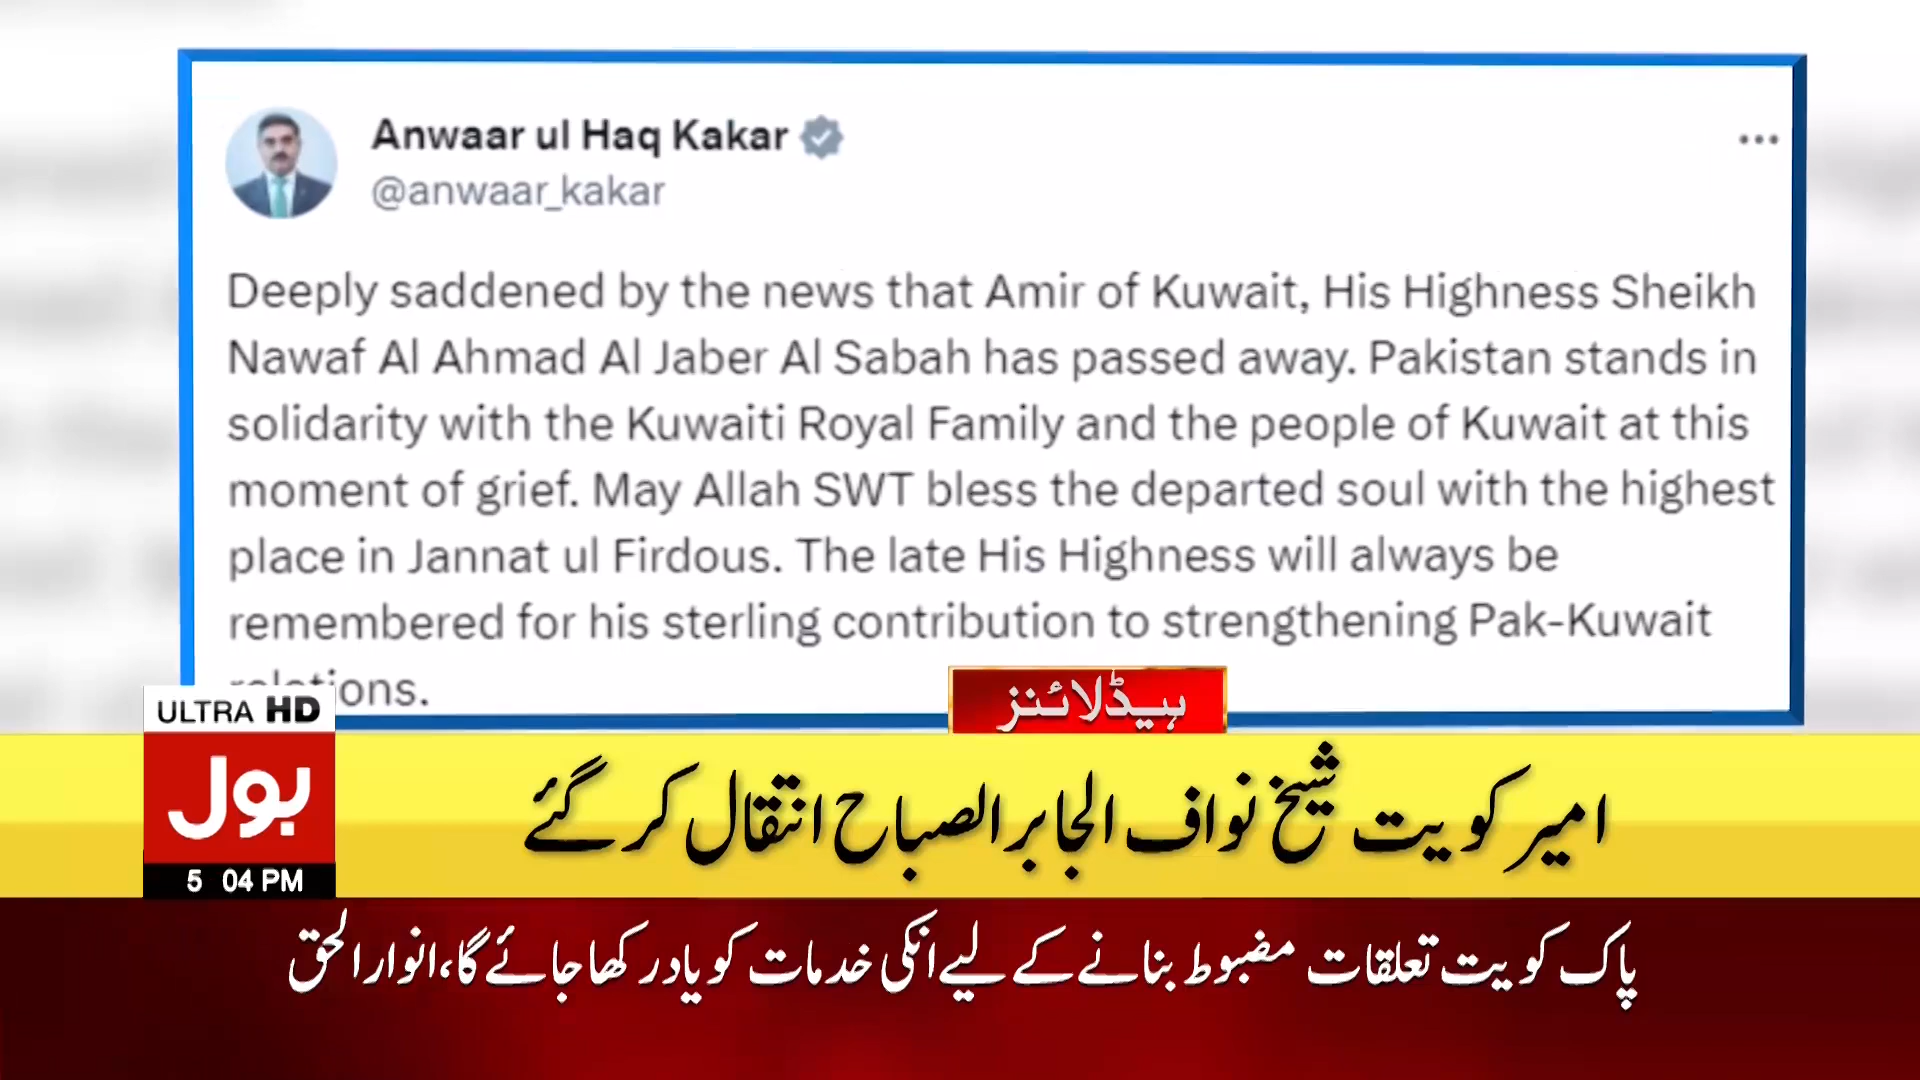 Anwaar ul Haq Kakar
@anwaar_kakar
Deeply saddened by the news that Amir of Kuwait, His Highness Sheikh
Nawaf Al Ahmad Al Jaber Al Sabah has passed away. Pakistan stands in
solidarity with the Kuwaiti Royal Family and the people of Kuwait at this
moment of grief. May Allah SWT bless the departed soul with the highest
place in Jannat ul Firdous. The late His Highness will always be
remembered for his sterling contribution to strengthening Pak-Kuwait
relations.
ہیڈلائنز
ULTRA HD
بول
5 04 PM
امیر کویت شیخ نواف الجابر الصباح انتقال کر گئے
پاک کویت تعلقات مضبوط بنانے کے لیے انکی خدمات کو یاد رکھا جائے گا، انوار الحق